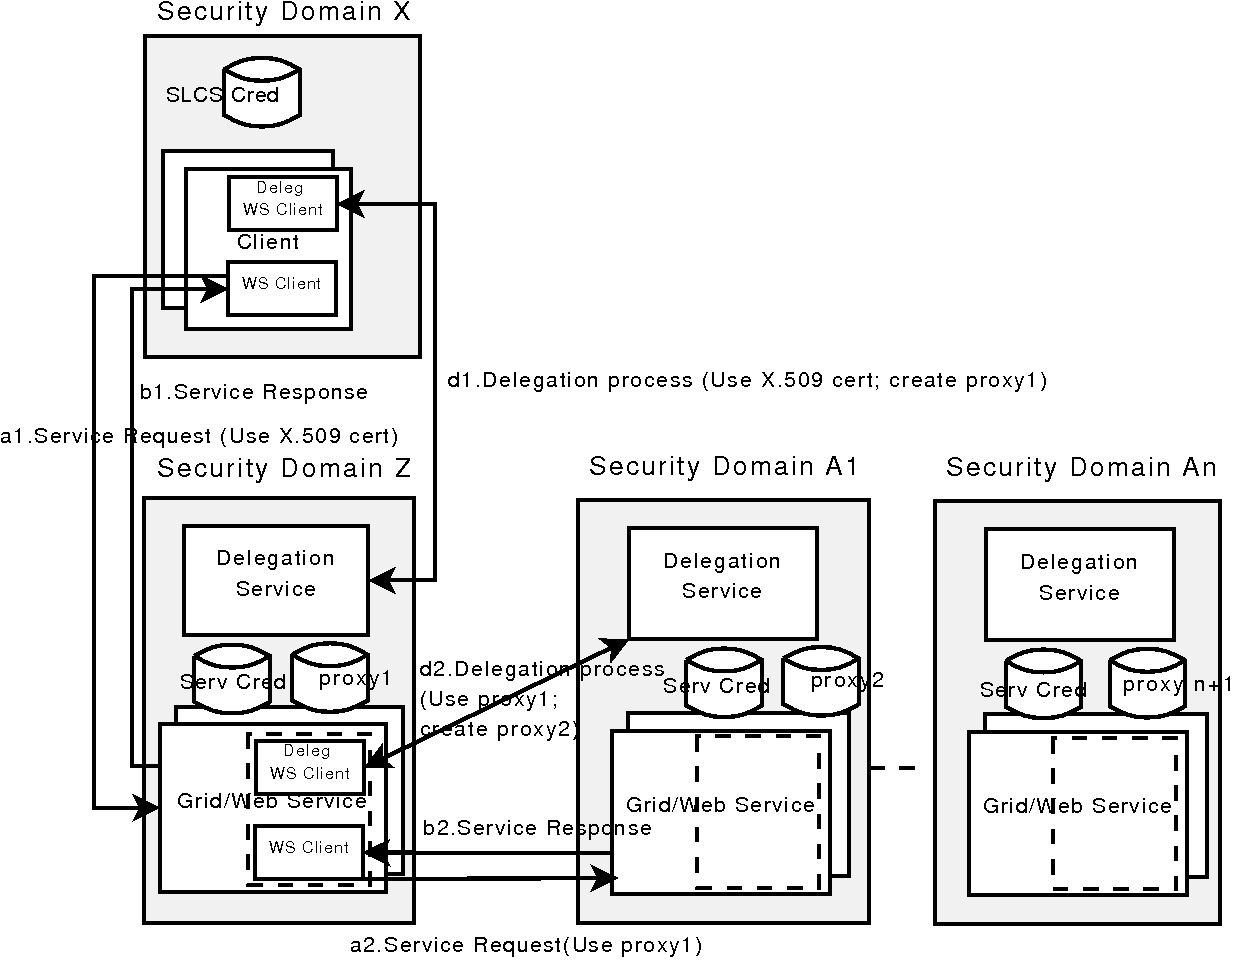 Security Domain X
SLCS Cred
Deleg
WS Client
Client
WS Client
d1.Delegation process (Use X.509 cert; create proxy1)
b1.Service Response
a1.Service Request (Use X.509 cert)
Security Domain Z
Delegation
Service
Serv Cred
proxy1
Deleg
WS Client
Grid/Web Service
WS Client
d2.Delegation process
(Use proxy1;
create proxy2)
b2.Service Response
a2.Service Request(Use proxy1)
Security Domain A1
Delegation
Service
Serv Cred
proxy2
Grid/Web Service
Security Domain An
Delegation
Service
Serv Cred
proxy n+1
Grid/Web Service